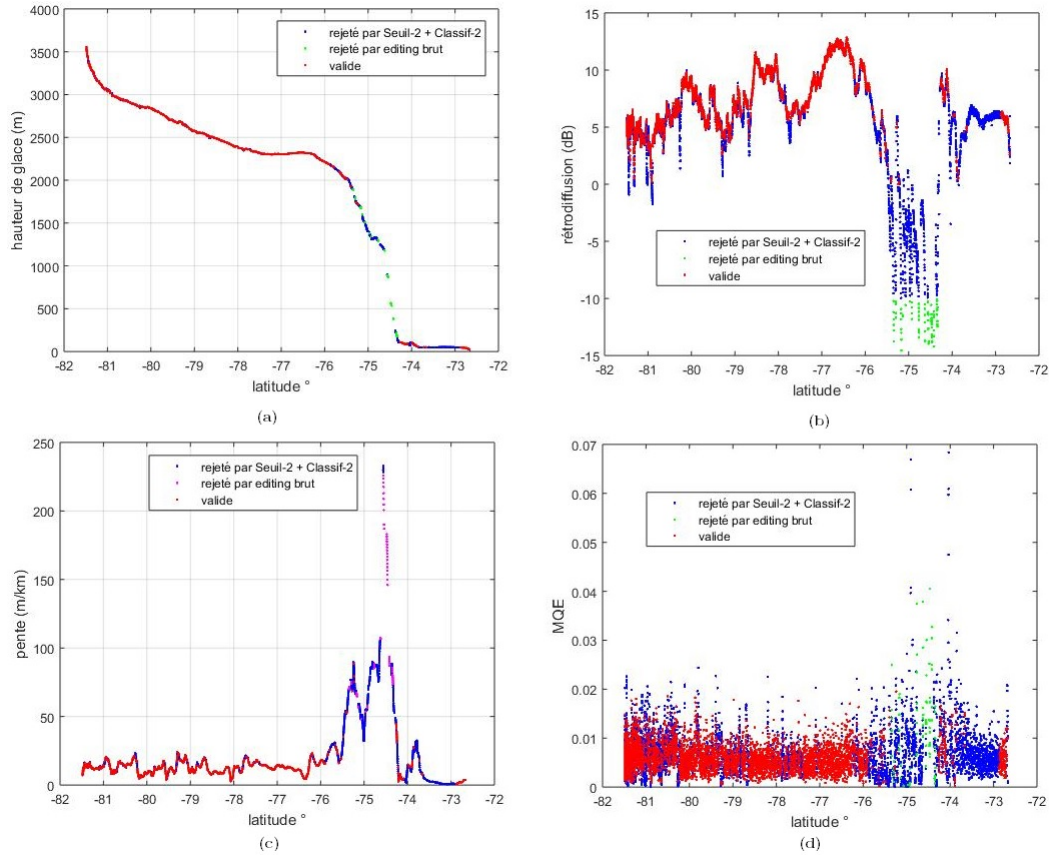 4000
3500
3000
2500
2000
1500
1000
500
0
hauteur de glace (m)
rejeté par Seuil-2 + Classif-2
rejeté par editing brut
valide
-82 -81 -80 -79 -78 -77 -76 -75 -74 -73 -72
latitude °
(a)
15
10
5
0
-5
-10
-15
rétrodiffusion (dB)
rejeté par Seuil-2 + Classif-2
rejeté par editing brut
valide
-82 -81 -80 -79 -78 -77 -76 -75 -74 -73 -72
latitude °
(b)
250
200
150
100
50
0
pente (m/km)
rejeté par Seuil-2 + Classif-2
rejeté par editing brut
valide
-82 -81 -80 -79 -78 -77 -76 -75 -74 -73 -72
latitude °
(c)
0.07
0.06
0.05
0.04
0.03
0.02
0.01
0
MQE
rejeté par Seuil-2 + Classif-2
rejeté par editing brut
valide
-82 -81 -80 -79 -78 -77 -76 -75 -74 -73 -72
latitude °
(d)